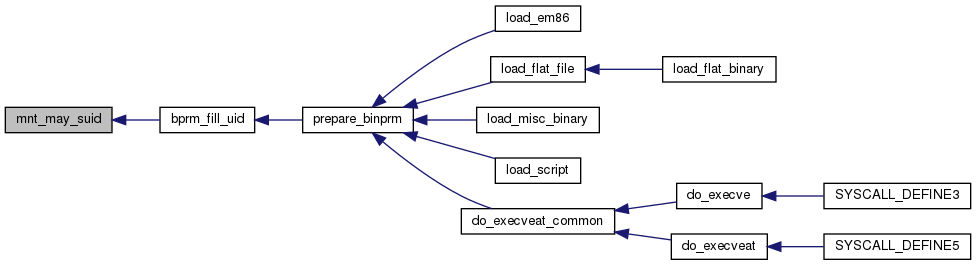 load_em86
load_flat_file
load_flat_binary
mnt_may_suid
bprm_fill_uid
prepare_binprm
load_misc_binary
load_script
do_execve
SYSCALL_DEFINE3
do_execveat_common
do_execveat
SYSCALL_DEFINE5